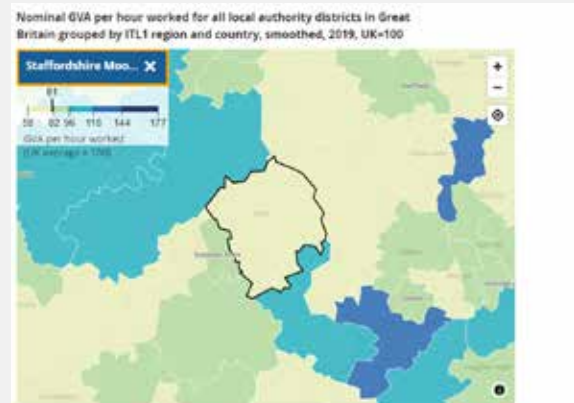 Nominal GVA per hour worked for all local authority districts in Great
Britain grouped by ITL1 region and country, smoothed, 2019, UK=100
Staffordshire Moo... ×
81
58 82 96 110 144 177
GVA per hour worked
(UK average = 100)
+
−